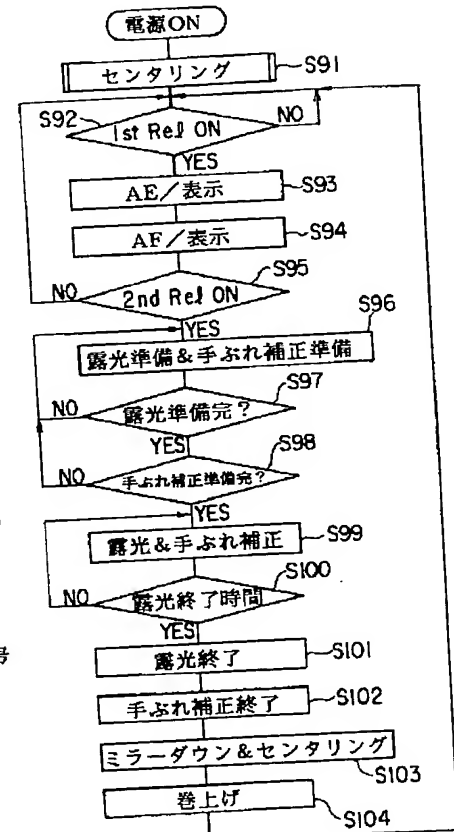 電源ON
センタリング
S91
S92
1st Rel ON
NO
YES
AE/表示
S93
AF/表示
S94
S95
NO
2nd Rel ON
YES
S96
露光準備&手ぶれ補正準備
S97
NO
露光準備完?
YES
S98
NO
手ぶれ補正準備完?
YES
露光&手ぶれ補正
S99
S100
NO
露光終了時間
YES
露光終了
S101
号
手ぶれ補正終了
S102
ミラーダウン&センタリング
S103
巻上げ
S104